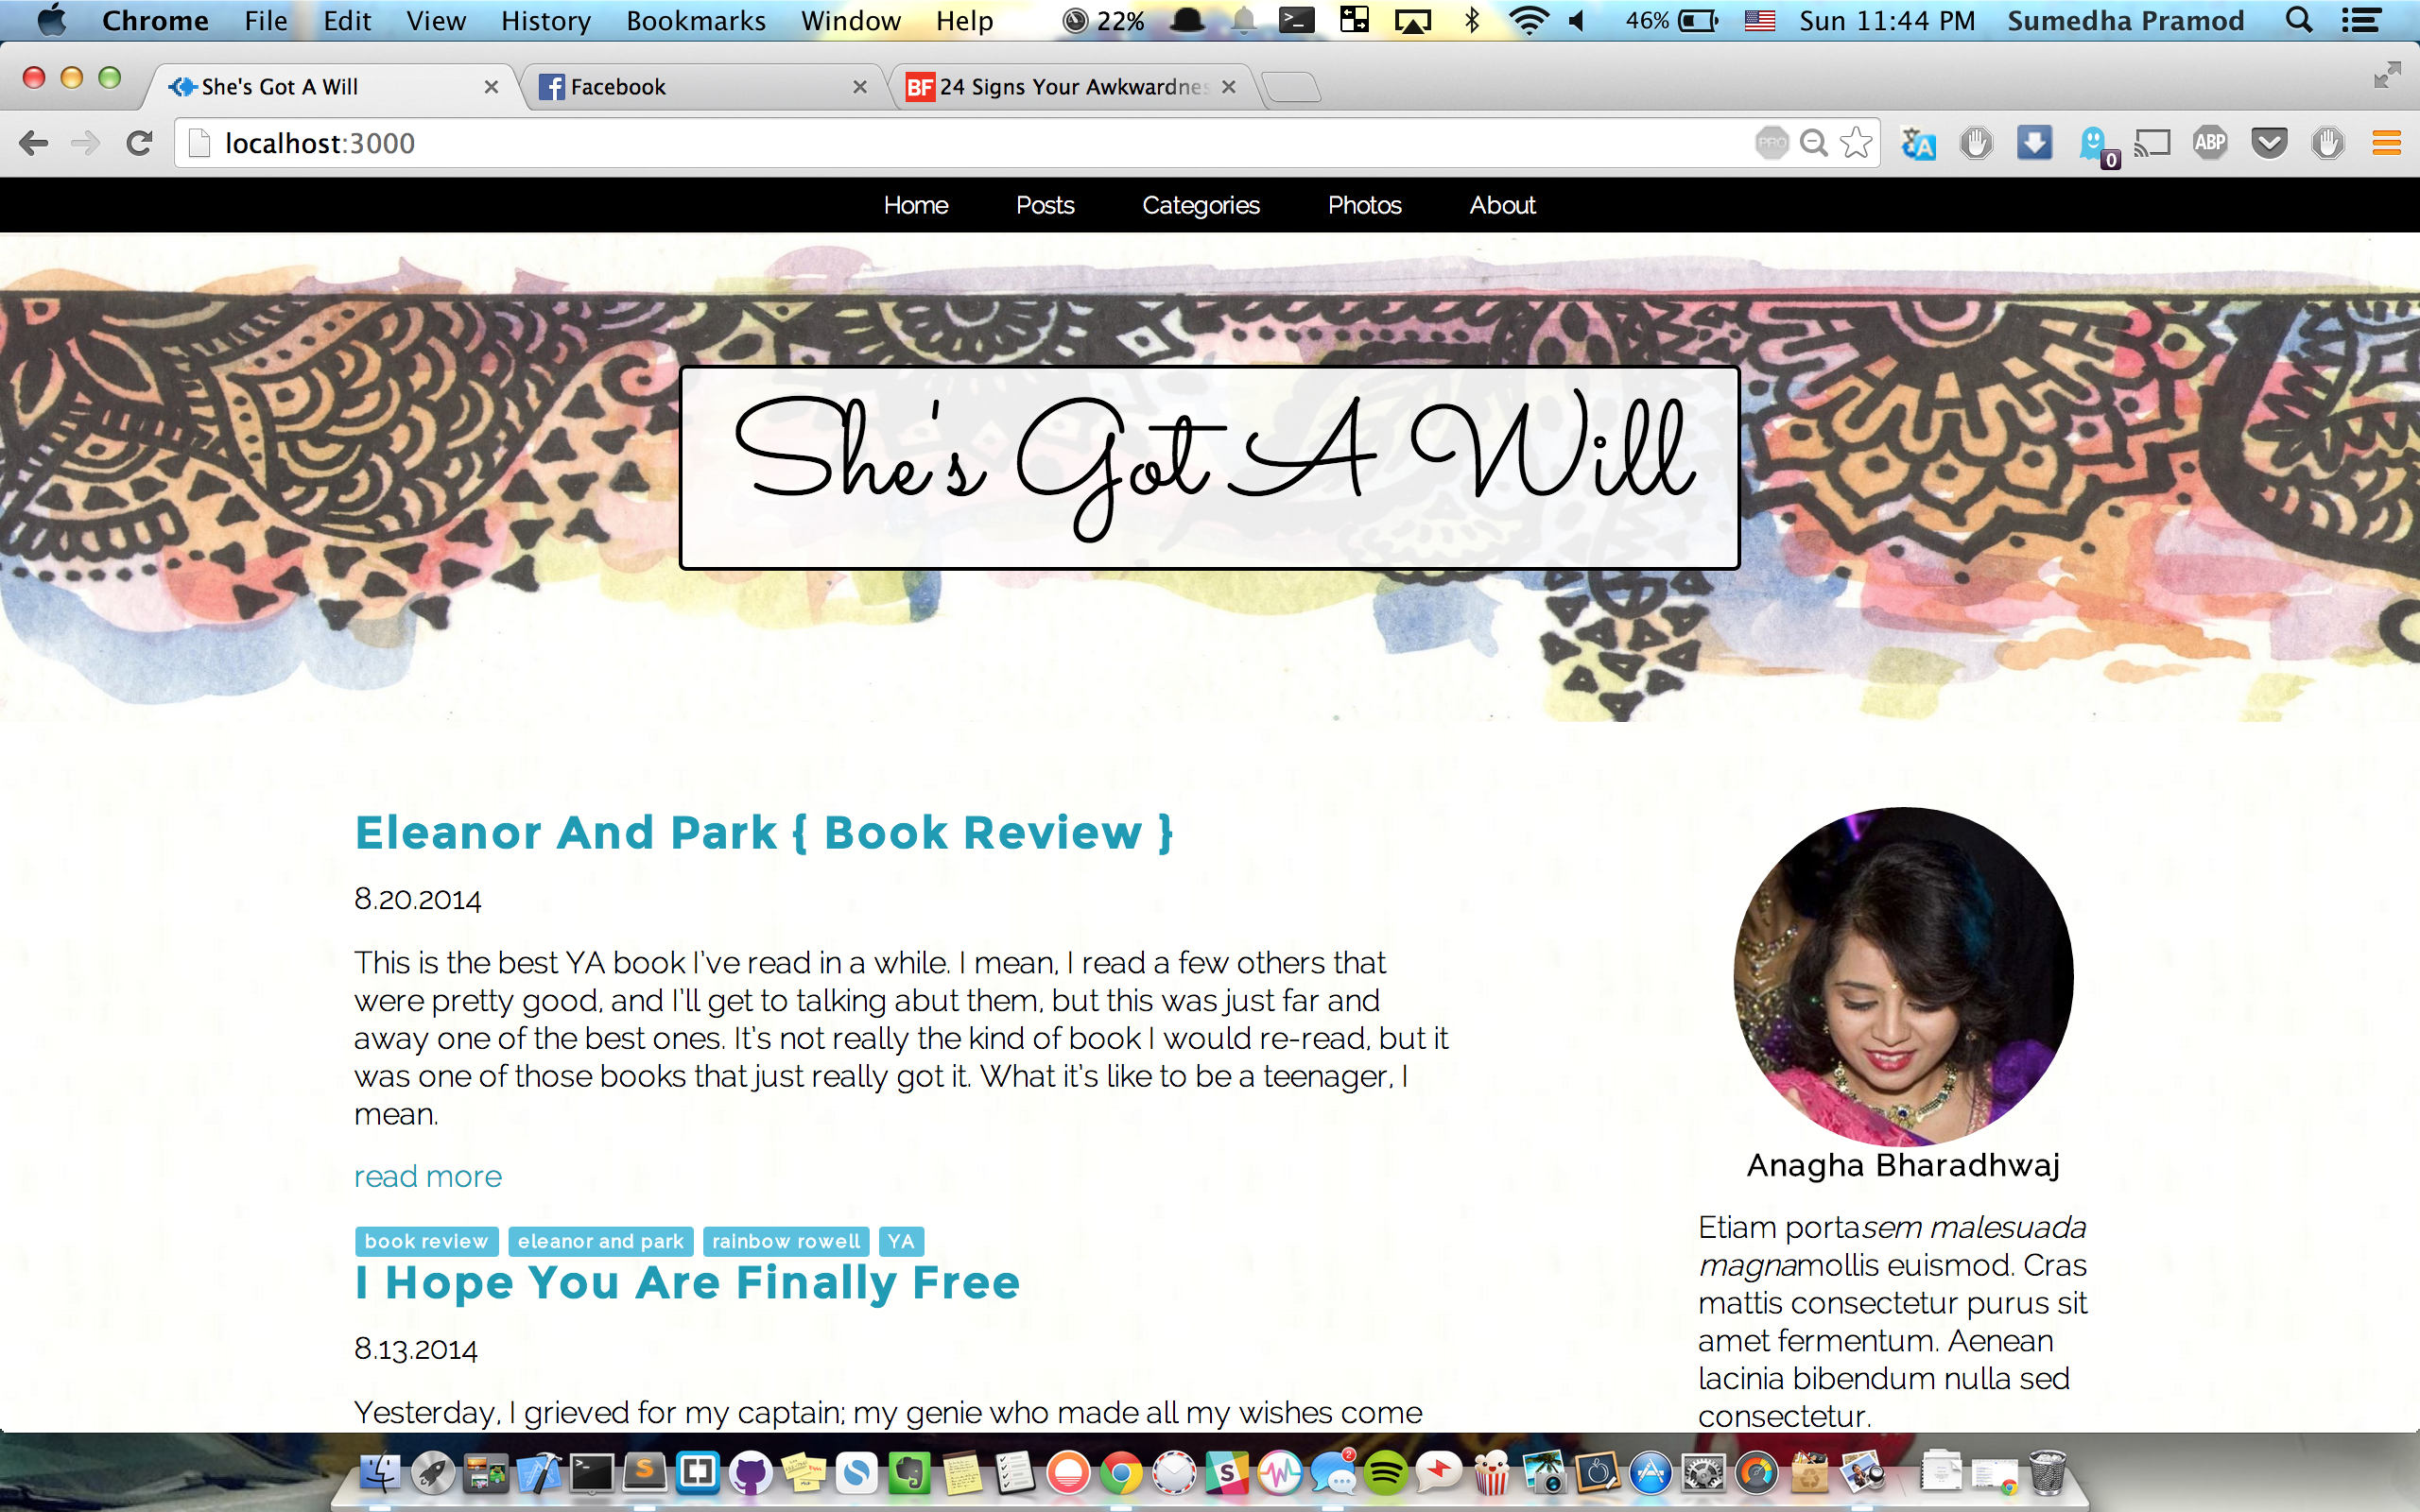 Chrome File Edit View History Bookmarks Window Help 22% 46% Sun 11:44 PM Sumedha Pramod
She's Got A Will Facebook BF 24 Signs Your Awkwardnes
localhost:3000 PRO 0 ABP
Home Posts Categories Photos About
She's Got A Will
Eleanor And Park { Book Review }
8.20.2014
This is the best YA book I've read in a while. I mean, I read a few others that
were pretty good, and I'll get to talking abut them, but this was just far and
away one of the best ones. It's not really the kind of book I would re-read, but it
was one of those books that just really got it. What it's like to be a teenager, I
mean.
read more
book review eleanor and park rainbow rowell YA
I Hope You Are Finally Free
8.13.2014
Yesterday, I grieved for my captain; my genie who made all my wishes come
Anagha Bharadhwaj
Etiam portasem malesuada
magnamollis euismod. Cras
mattis consectetur purus sit
amet fermentum. Aenean
lacinia bibendum nulla sed
consectetur.
2